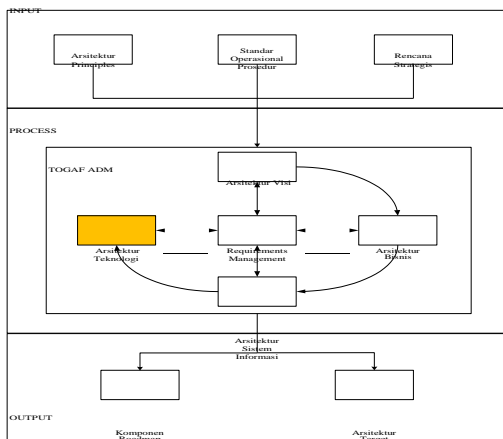 INPUT
Arsitektur
Principles
Standar
Operasional
Prosedur
Rencana
Strategis
PROCESS
TOGAF ADM
Arsitektur Visi
Arsitektur
Teknologi
Requirements
Management
Arsitektur
Bisnis
Arsitektur
Sistem
Informasi
OUTPUT
Komponen
Roadmap
Arsitektur
Target